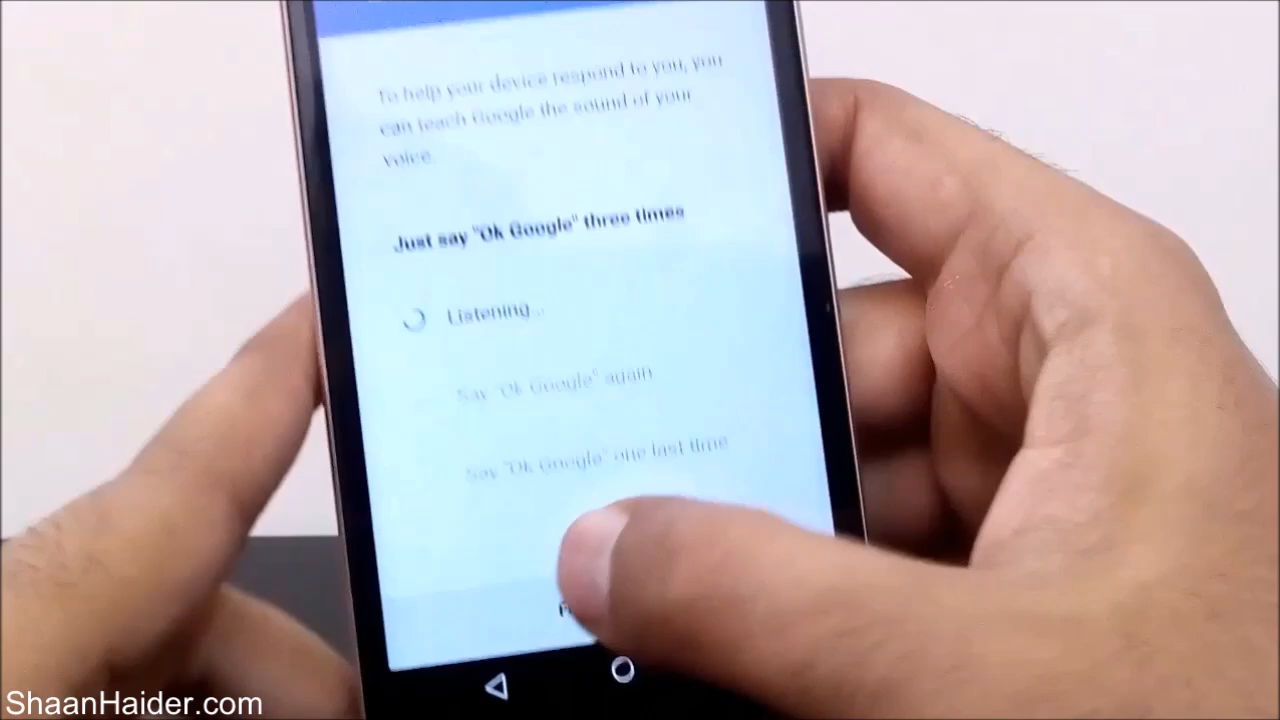 To help your device respond to you, you
can teach Google the sound of your
voice.
Just say "Ok Google" three times
Listening...
Say "Ok Google" again
Say "Ok Google" one last time
ShaanHaider.com